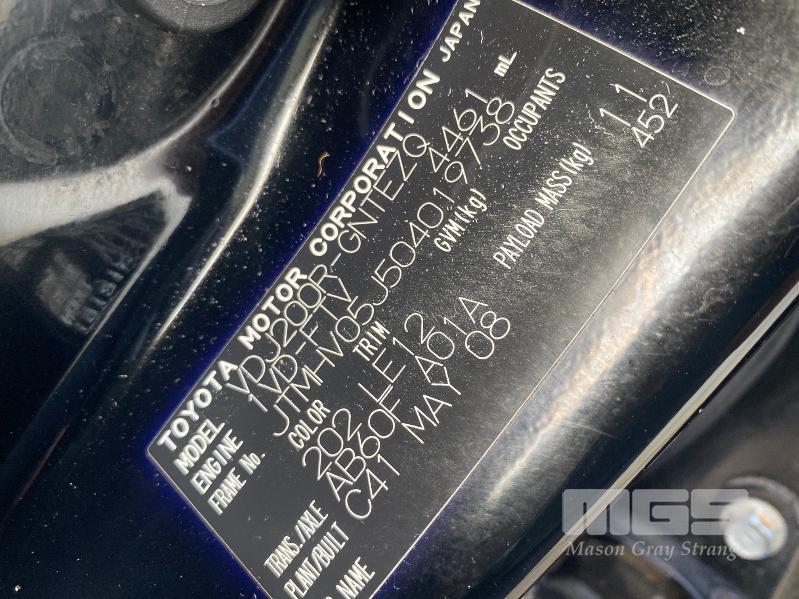 TOYOTA MOTOR CORPORATION JAPAN
MODEL VDJ200R-GNTEZQ
ENGINE 1VD-FTV 4461 mL
FRAME No. JTMHV05J504019738
COLOR TRIM GVM(kg) OCCUPANTS
202 LE12 11
PAYLOAD MASS(kg) 452
TRANS./AXLE AB60F A01A
PLANT/BUILT C41 MAY 08
NAME
MGS
Mason Gray Strang